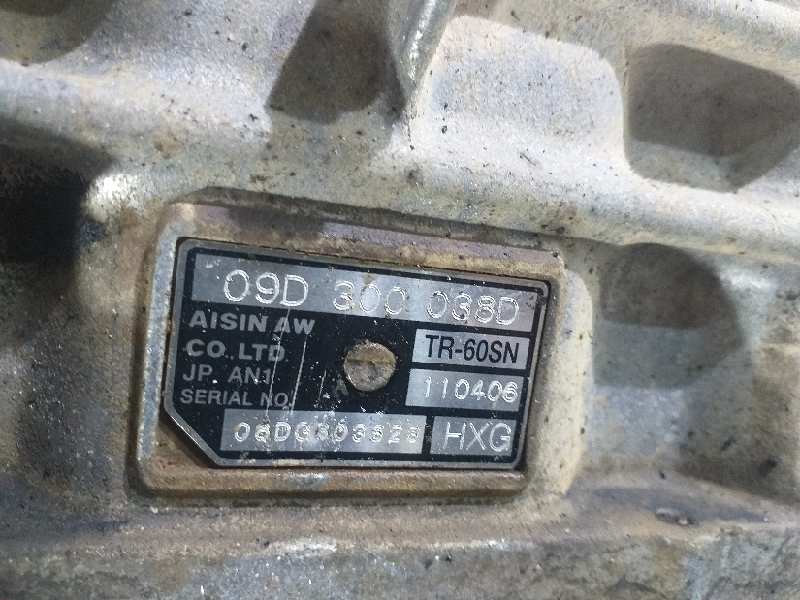 09D 300 038D
AISIN AW
CO.,LTD
TR-60SN
JP AN1
110406
SERIAL NO.
HXG